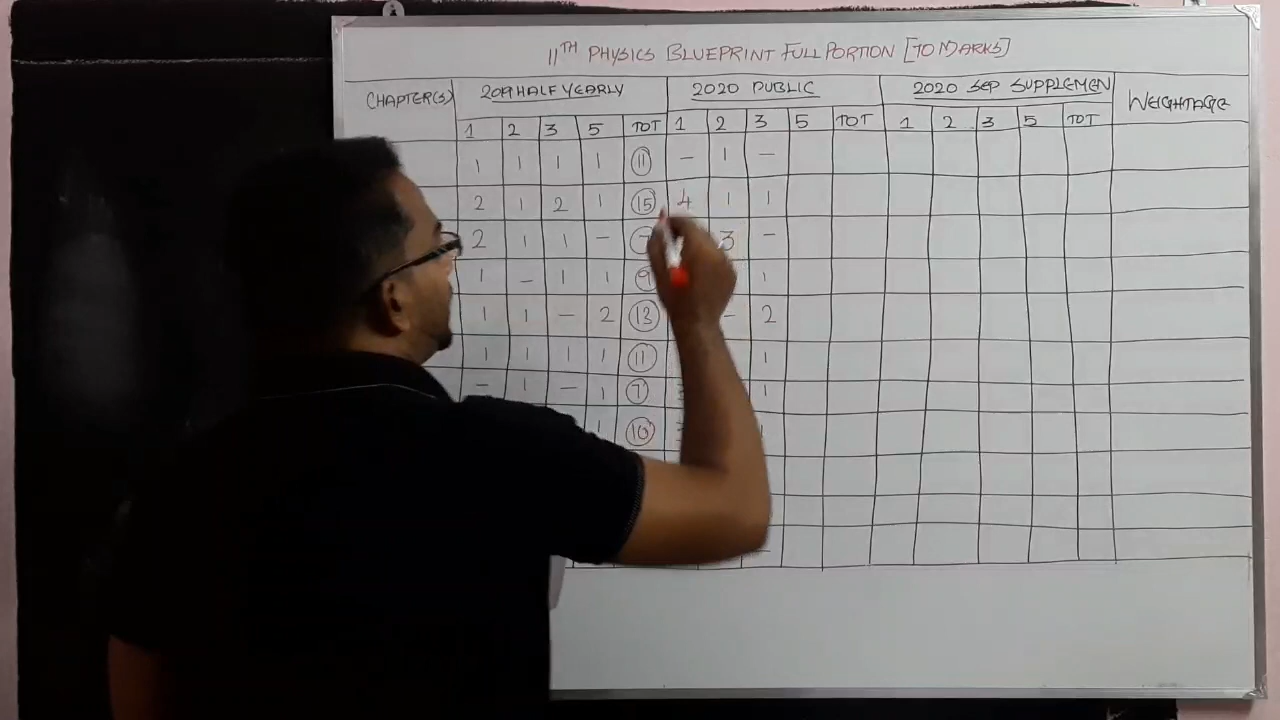 11TH PHYSICS BLUEPRINT FULL PORTION [70 MARKS]
CHAPTER(S) 2019 HALF YEARLY 2020 PUBLIC 2020 SEP SUPPLEMEN WEIGHTAGE
1 2 3 5 TOT 1 2 3 5 TOT 1 2 3 5 TOT
1 1 1 1 11 - 1 -
2 1 2 1 15 4 1 1
2 1 1 - 7 3 -
1 - 1 1 9 1
1 1 - 2 13 - 2
1 1 1 1 11 1
- 1 - 1 7 1
1 10
-